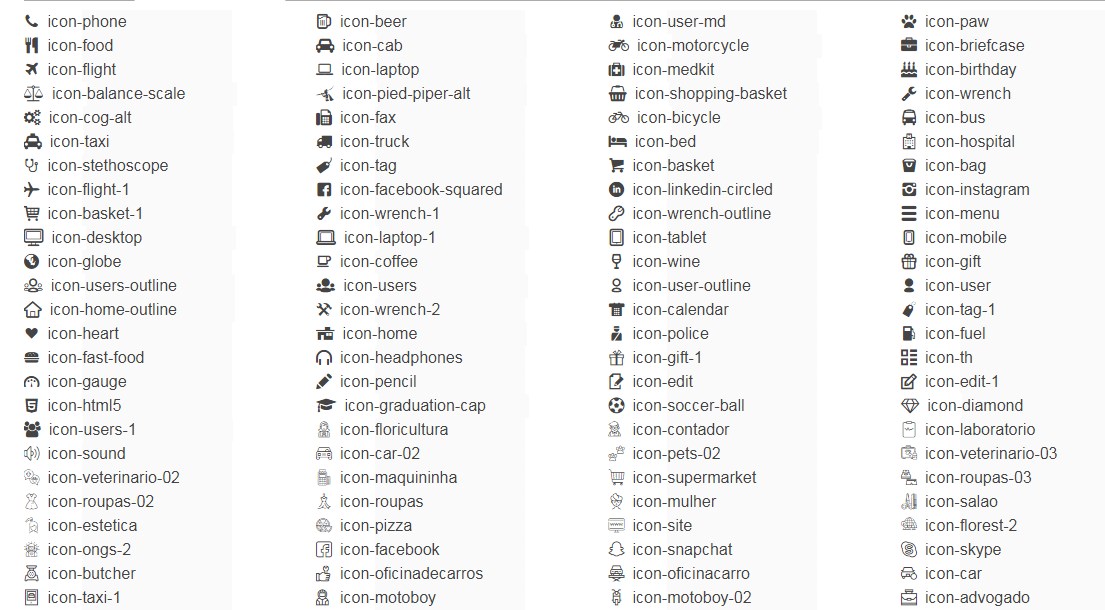 icon-phone icon-beer icon-user-md icon-paw
icon-food icon-cab icon-motorcycle icon-briefcase
icon-flight icon-laptop icon-medkit icon-birthday
icon-balance-scale icon-pied-piper-alt icon-shopping-basket icon-wrench
icon-cog-alt icon-fax icon-bicycle icon-bus
icon-taxi icon-truck icon-bed icon-hospital
icon-stethoscope icon-tag icon-basket icon-bag
icon-flight-1 icon-facebook-squared icon-linkedin-circled icon-instagram
icon-basket-1 icon-wrench-1 icon-wrench-outline icon-menu
icon-desktop icon-laptop-1 icon-tablet icon-mobile
icon-globe icon-coffee icon-wine icon-gift
icon-users-outline icon-users icon-user-outline icon-user
icon-home-outline icon-wrench-2 icon-calendar icon-tag-1
icon-heart icon-home icon-police icon-fuel
icon-fast-food icon-headphones icon-gift-1 icon-th
icon-gauge icon-pencil icon-edit icon-edit-1
icon-html5 icon-graduation-cap icon-soccer-ball icon-diamond
icon-users-1 icon-floricultura icon-contador icon-laboratorio
icon-sound icon-car-02 icon-pets-02 icon-veterinario-03
icon-veterinario-02 icon-maquininha icon-supermarket icon-roupas-03
icon-roupas-02 icon-roupas icon-mulher icon-salao
icon-estetica icon-pizza icon-site icon-florest-2
icon-ongs-2 icon-facebook icon-snapchat icon-skype
icon-butcher icon-oficinadecarros icon-oficinacarro icon-car
icon-taxi-1 icon-motoboy icon-motoboy-02 icon-advogado